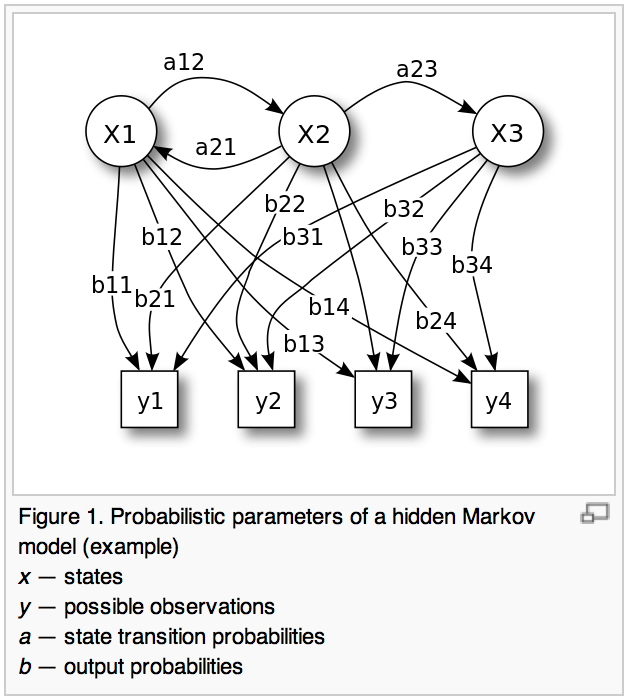 a12
a23
X1
X2
X3
a21
b22
b32
b12
b31
b33
b34
b11
b21
b14
b24
b13
y1
y2
y3
y4
Figure 1. Probabilistic parameters of a hidden Markov
model (example)
x — states
y — possible observations
a — state transition probabilities
b — output probabilities